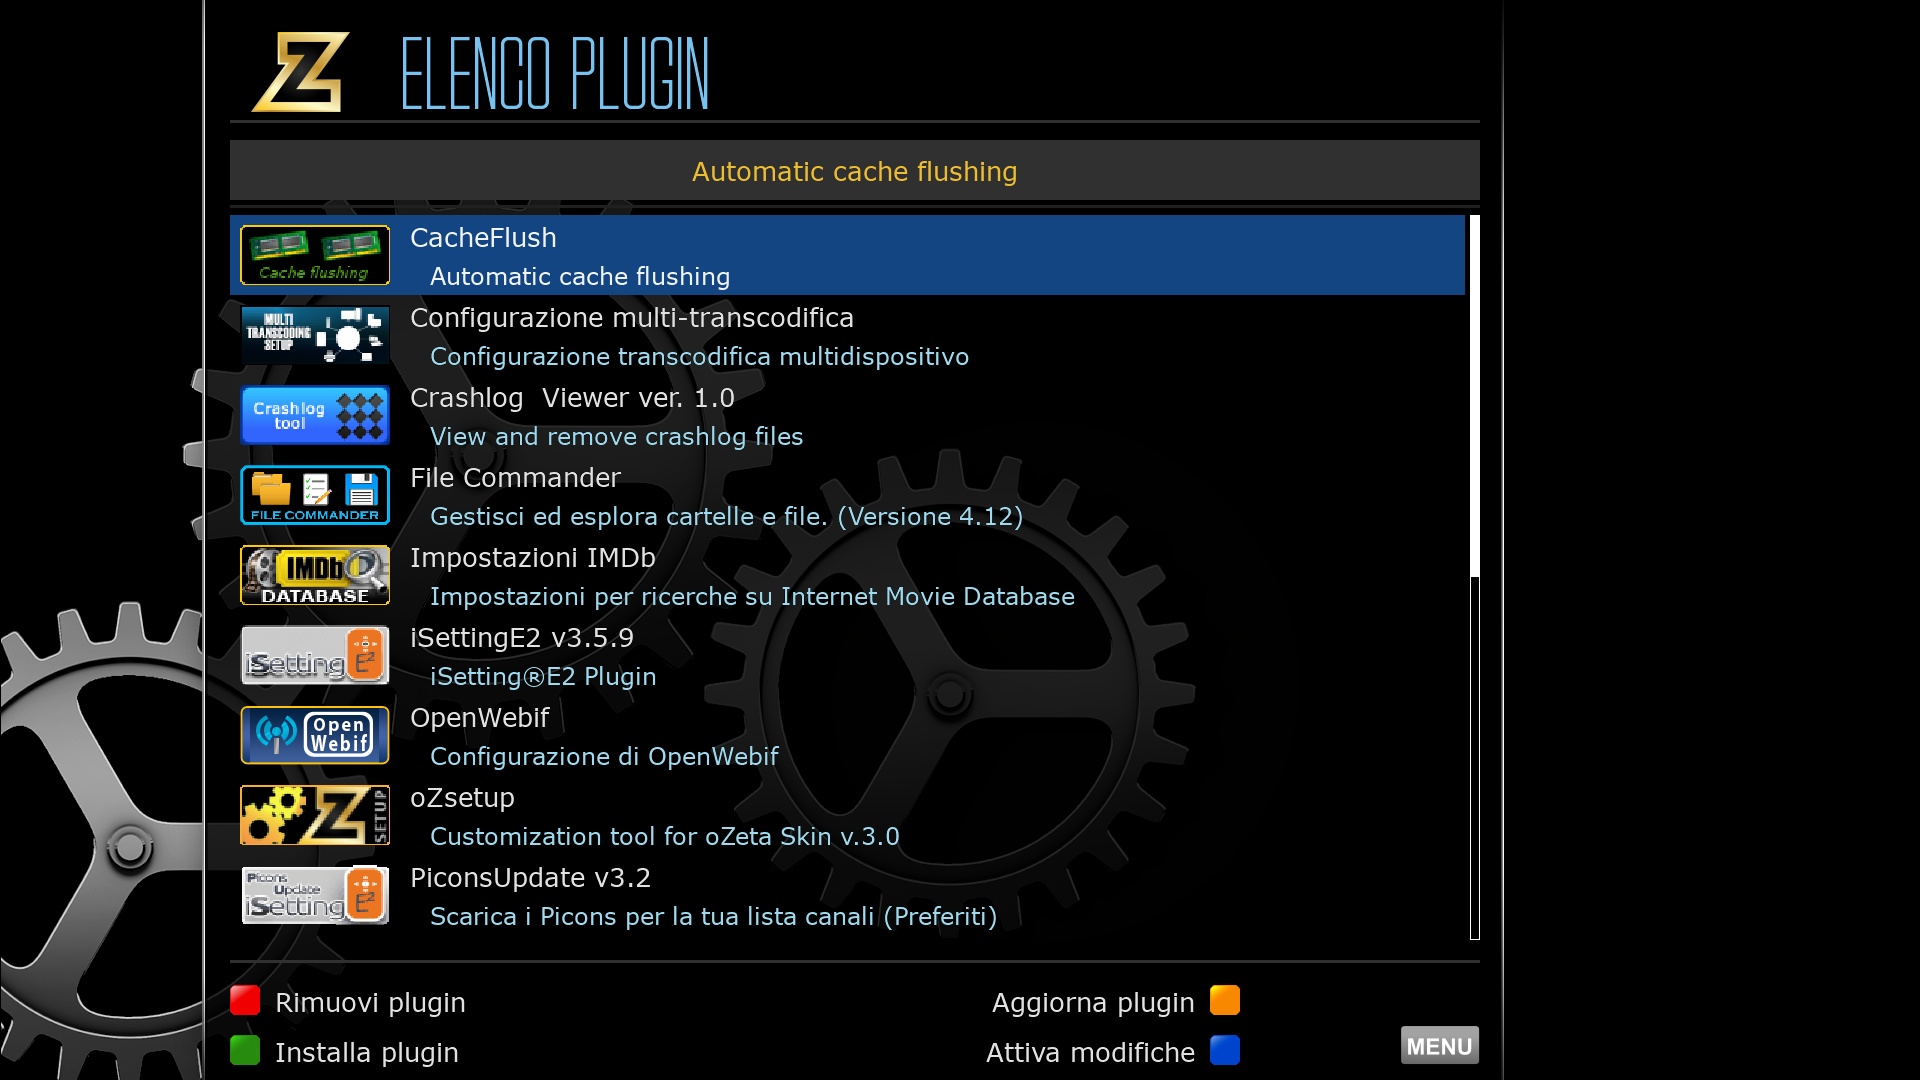 Z ELENCO PLUGIN
Automatic cache flushing
Cache flushing
CacheFlush
Automatic cache flushing
MULTI
TRANSCODING
SETUP
Configurazione multi-transcodifica
Configurazione transcodifica multidispositivo
Crashlog
tool
Crashlog  Viewer ver. 1.0
View and remove crashlog files
FILE COMMANDER
File Commander
Gestisci ed esplora cartelle e file. (Versione 4.12)
IMDb
DATABASE
Impostazioni IMDb
Impostazioni per ricerche su Internet Movie Database
iSetting E²
iSettingE2 v3.5.9
iSetting®E2 Plugin
Open
Webif
OpenWebif
Configurazione di OpenWebif
Z SETUP
oZsetup
Customization tool for oZeta Skin v.3.0
Picons
Update
iSetting E²
PiconsUpdate v3.2
Scarica i Picons per la tua lista canali (Preferiti)
Rimuovi plugin
Aggiorna plugin
Installa plugin
Attiva modifiche
MENU